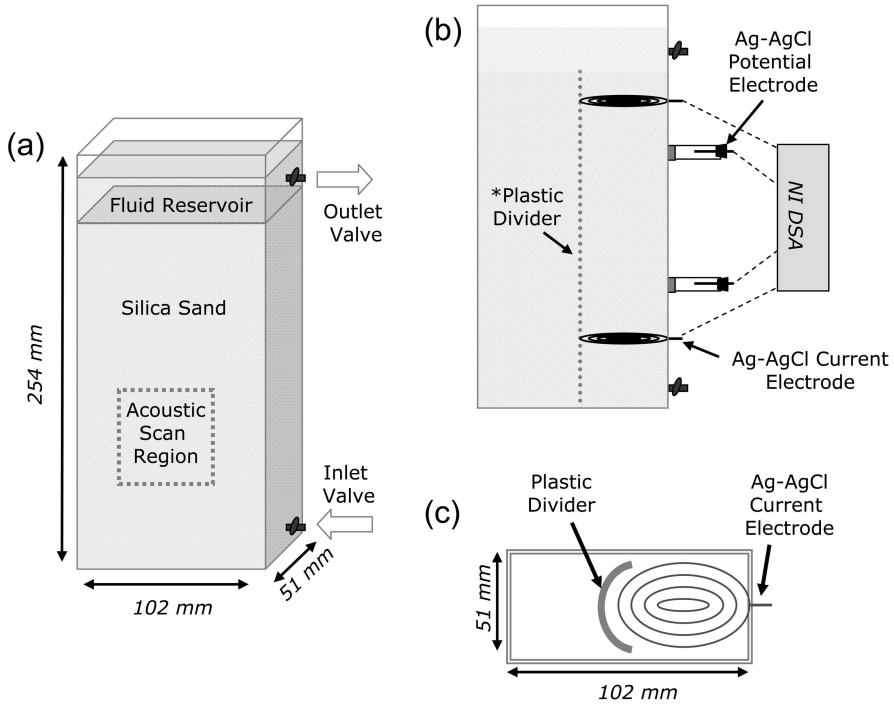 (a)
Fluid Reservoir
Outlet
Valve
Silica Sand
254 mm
Acoustic
Scan
Region
Inlet
Valve
102 mm
51 mm
(b)
Ag-AgCl
Potential
Electrode
*Plastic
Divider
NI DSA
Ag-AgCl Current
Electrode
(c)
Plastic
Divider
Ag-AgCl
Current
Electrode
51 mm
102 mm